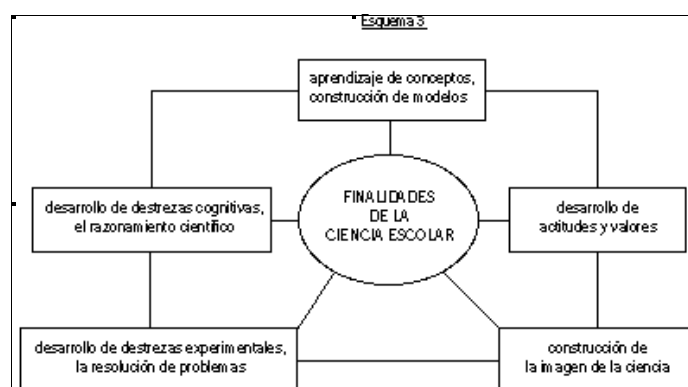 Esquema 3
aprendizaje de conceptos,
construcción de modelos
desarrollo de destrezas cognitivas,
el razonamiento científico
FINALIDADES
DE LA
CIENCIA ESCOLAR
desarrollo de
actitudes y valores
desarrollo de destrezas experimentales,
la resolución de problemas
construcción de
la imagen de la ciencia